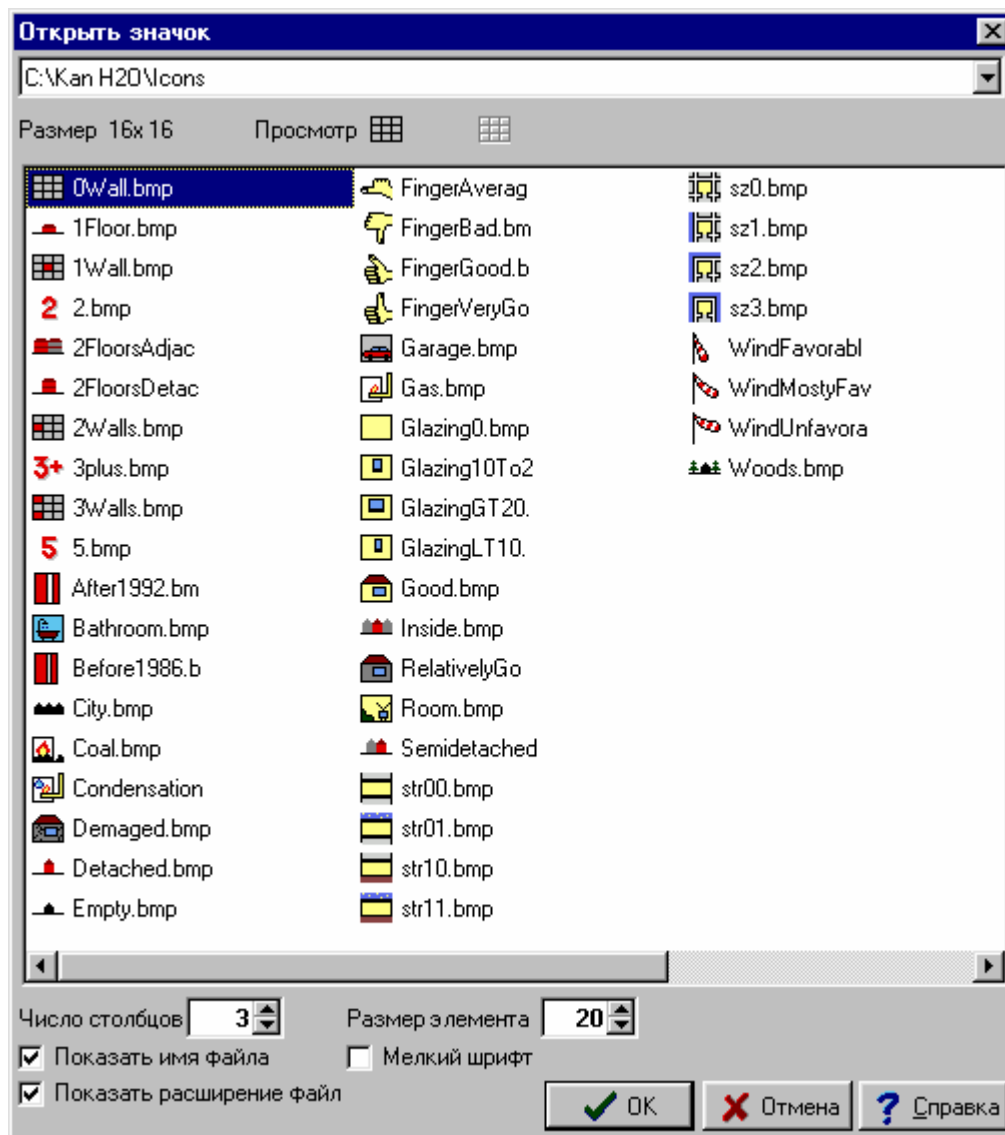 Открыть значок
C:\Kan H2O\Icons
Размер 16x 16 Просмотр
0Wall.bmp
1Floor.bmp
1Wall.bmp
2 2.bmp
2FloorsAdjac
2FloorsDetac
2Walls.bmp
3+ 3plus.bmp
3Walls.bmp
5 5.bmp
After1992.bm
Bathroom.bmp
Before1986.b
City.bmp
Coal.bmp
Condensation
Demaged.bmp
Detached.bmp
Empty.bmp
FingerAverag
FingerBad.bm
FingerGood.b
FingerVeryGo
Garage.bmp
Gas.bmp
Glazing0.bmp
Glazing10To2
GlazingGT20.
GlazingLT10.
Good.bmp
Inside.bmp
RelativelyGo
Room.bmp
Semidetached
str00.bmp
str01.bmp
str10.bmp
str11.bmp
sz0.bmp
sz1.bmp
sz2.bmp
sz3.bmp
WindFavorabl
WindMostyFav
WindUnfavora
Woods.bmp
Число столбцов 3 Размер элемента 20
Показать имя файла Мелкий шрифт
Показать расширение файл
OK Отмена Справка